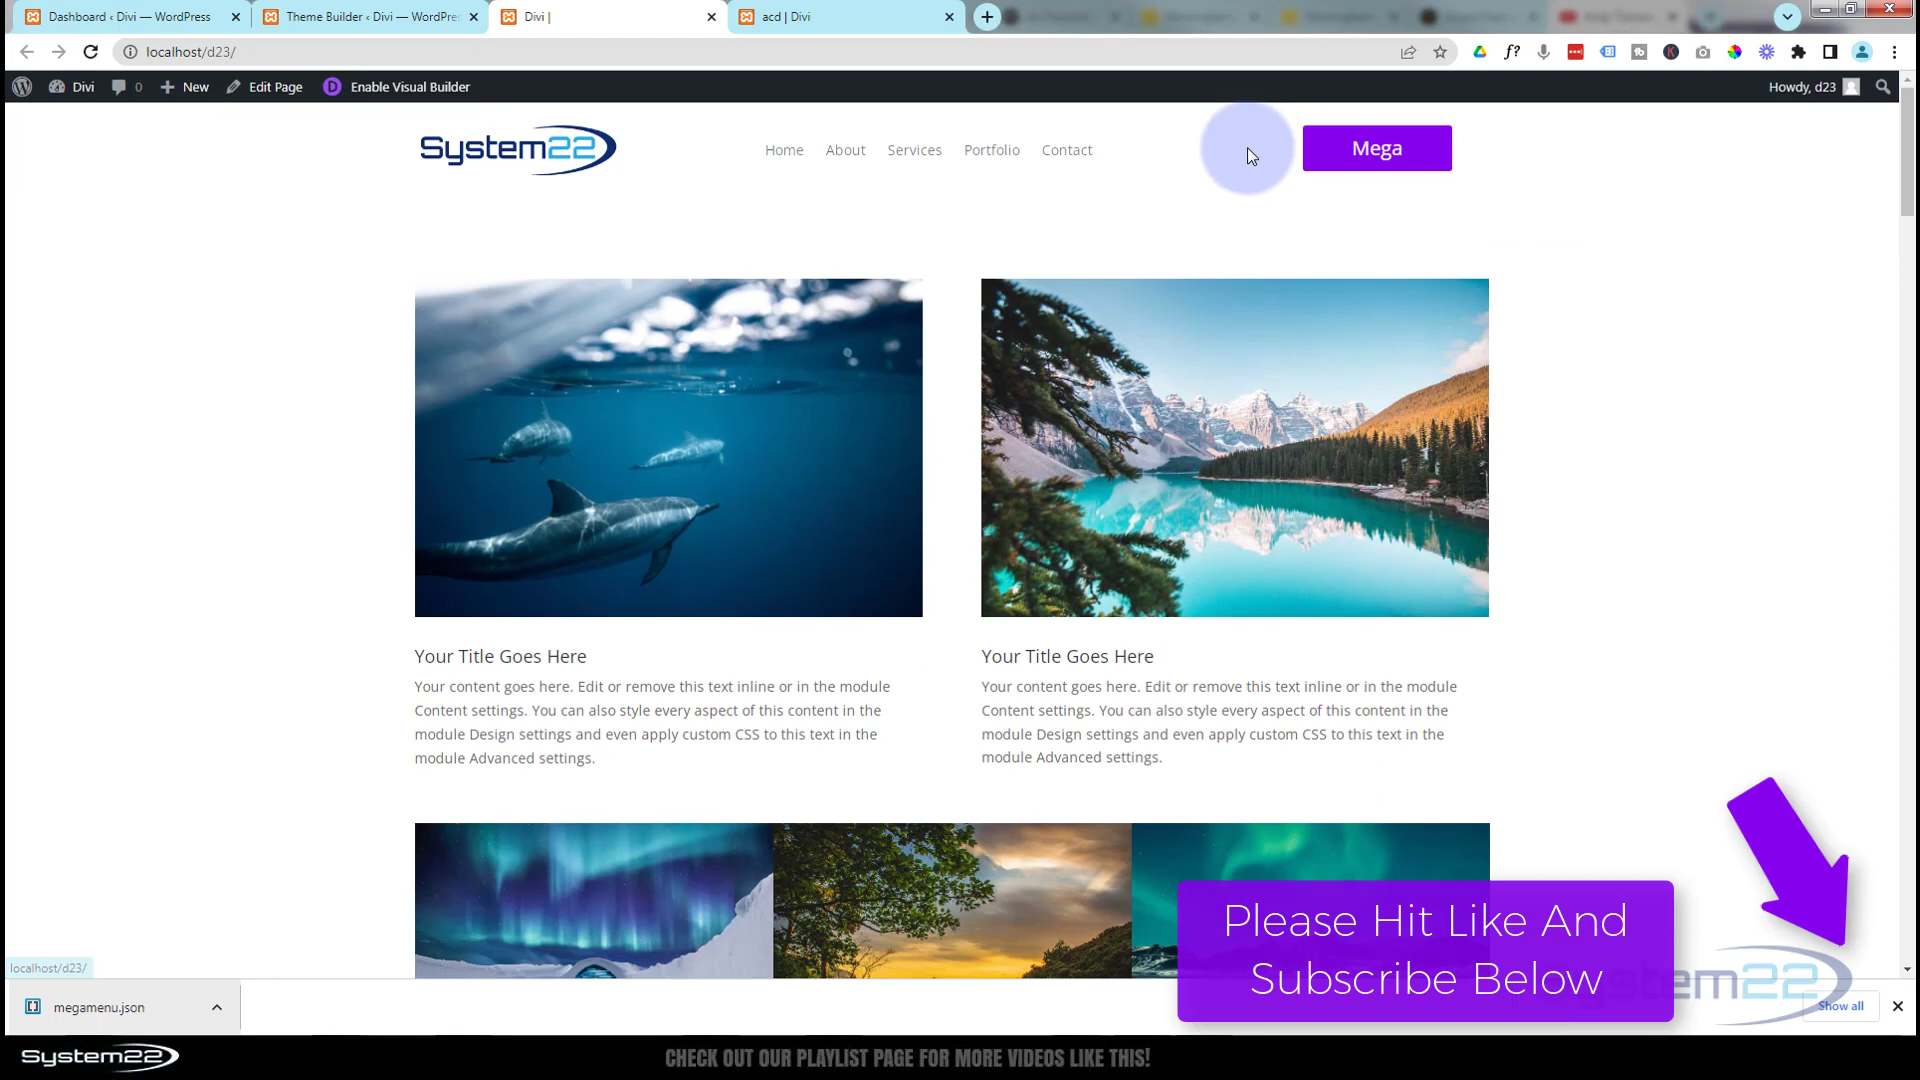 Dashboard ‹ Divi — WordPress
Theme Builder ‹ Divi — WordPre
Divi |
acd | Divi
localhost/d23/
f?
Divi
0
New
Edit Page
Enable Visual Builder
Howdy, d23
System22
Home
About
Services
Portfolio
Contact
Mega
Your Title Goes Here
Your content goes here. Edit or remove this text inline or in the module
Content settings. You can also style every aspect of this content in the
module Design settings and even apply custom CSS to this text in the
module Advanced settings.
Your Title Goes Here
Your content goes here. Edit or remove this text inline or in the module
Content settings. You can also style every aspect of this content in the
module Design settings and even apply custom CSS to this text in the
module Advanced settings.
Please Hit Like And
Subscribe Below
localhost/d23/
megamenu.json
System22
Show all
System22
CHECK OUT OUR PLAYLIST PAGE FOR MORE VIDEOS LIKE THIS!